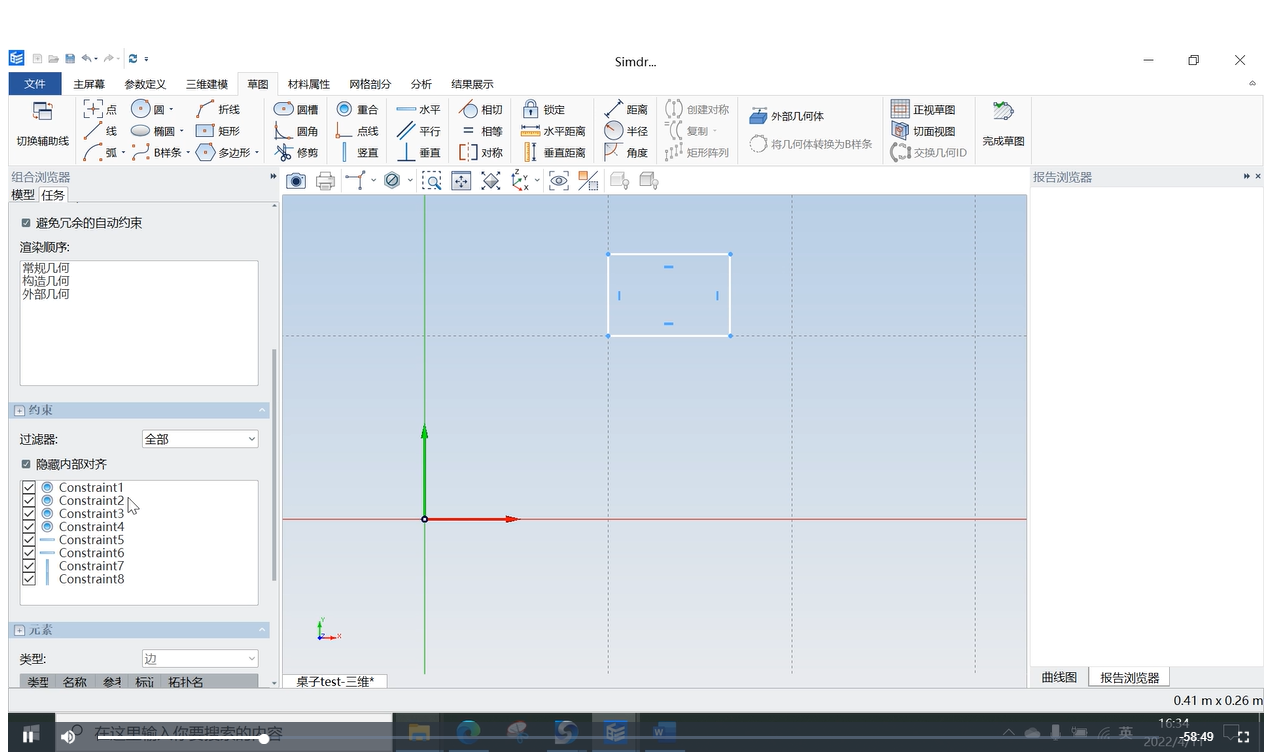 Simdr...
文件 主屏幕 参数定义 三维建模 草图 材料属性 网格剖分 分析 结果展示
切换辅助线
点 圆 折线
线 椭圆 矩形
弧 B样条 多边形
圆槽 重合 水平 相切 锁定 距离 创建对称
圆角 点线 平行 相等 水平距离 半径 复制
修剪 竖直 垂直 对称 垂直距离 角度 矩形阵列
外部几何体
将几何体转换为B样条
正视草图
切面视图
交换几何ID
完成草图
组合浏览器
模型 任务
避免冗余的自动约束
渲染顺序:
常规几何
构造几何
外部几何
约束
过滤器: 全部
隐藏内部对齐
Constraint1
Constraint2
Constraint3
Constraint4
Constraint5
Constraint6
Constraint7
Constraint8
元素
类型: 边
类型 名称 标 拓扑名
Y
X
Z
桌子test-三维*
报告浏览器
曲线图 报告浏览器
0.41 m x 0.26 m
在这里输入你要搜索的内容
英
16:34
2022/4/11
-58:49